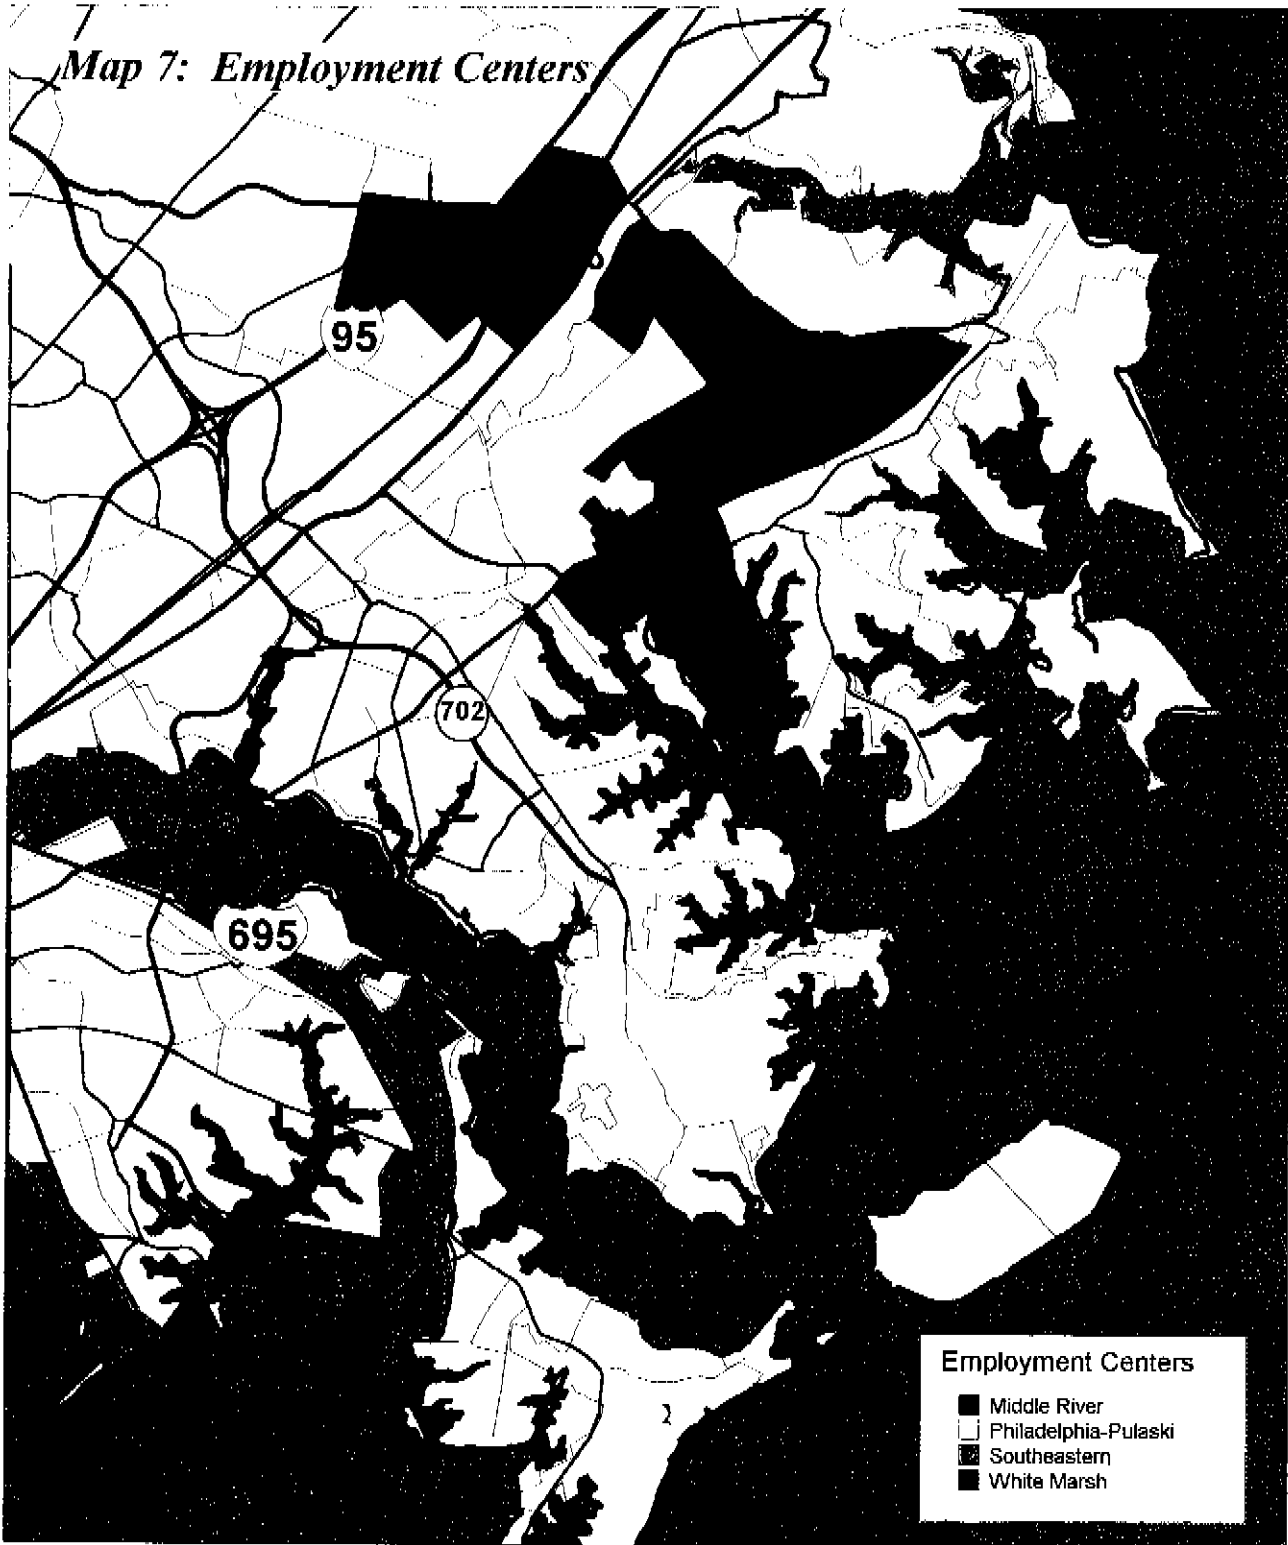 Map 7: Employment Centers
95
702
695
Employment Centers
Middle River
Philadelphia-Pulaski
Southeastern
White Marsh